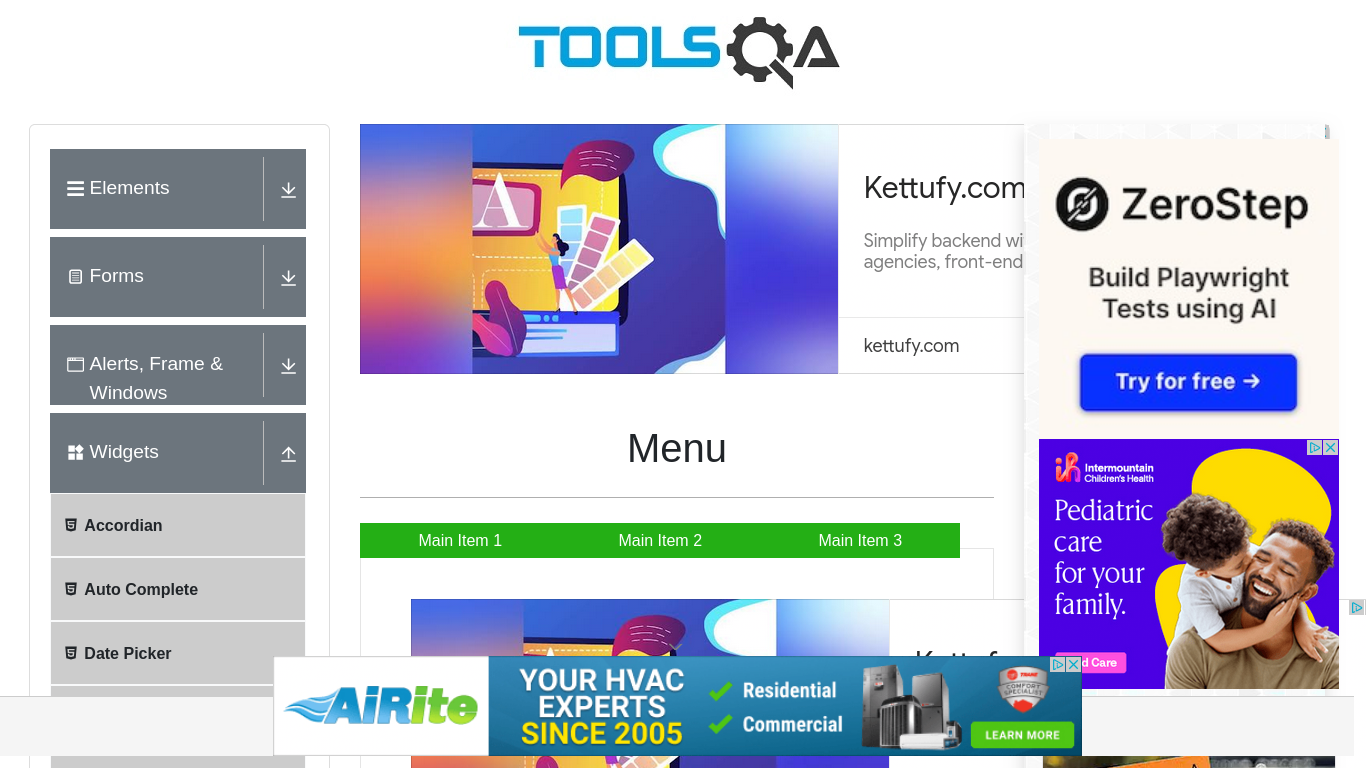 TOOLSQA
Elements
Forms
Alerts, Frame &
Windows
Widgets
Accordian
Auto Complete
Date Picker
A
Kettufy.com
Simplify backend wi
agencies, front-end
kettufy.com
Menu
Main Item 1
Main Item 2
Main Item 3
ZeroStep
Build Playwright
Tests using AI
Try for free →
Intermountain
Children's Health
Pediatric
care
for your
family.
d Care
AiRite
YOUR HVAC
EXPERTS
SINCE 2005
Residential
Commercial
TRANE
COMFORT
SPECIALIST
LEARN MORE